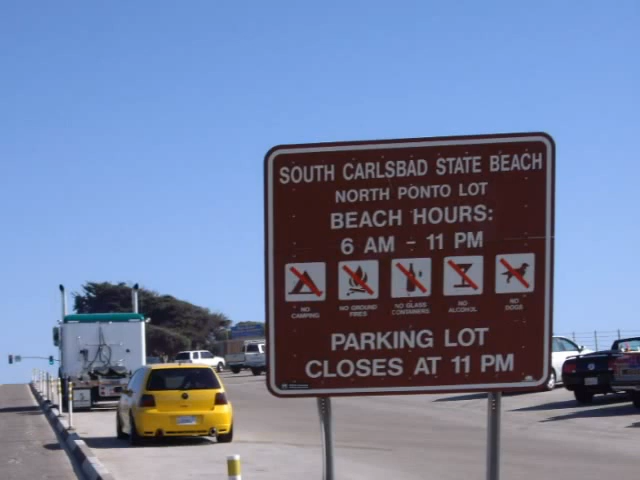 SOUTH CARLSBAD STATE BEACH
NORTH PONTO LOT
BEACH HOURS:
6 AM - 11 PM
NO CAMPING
NO GROUND FIRES
NO GLASS CONTAINERS
NO ALCOHOL
NO DOGS
PARKING LOT
CLOSES AT 11 PM